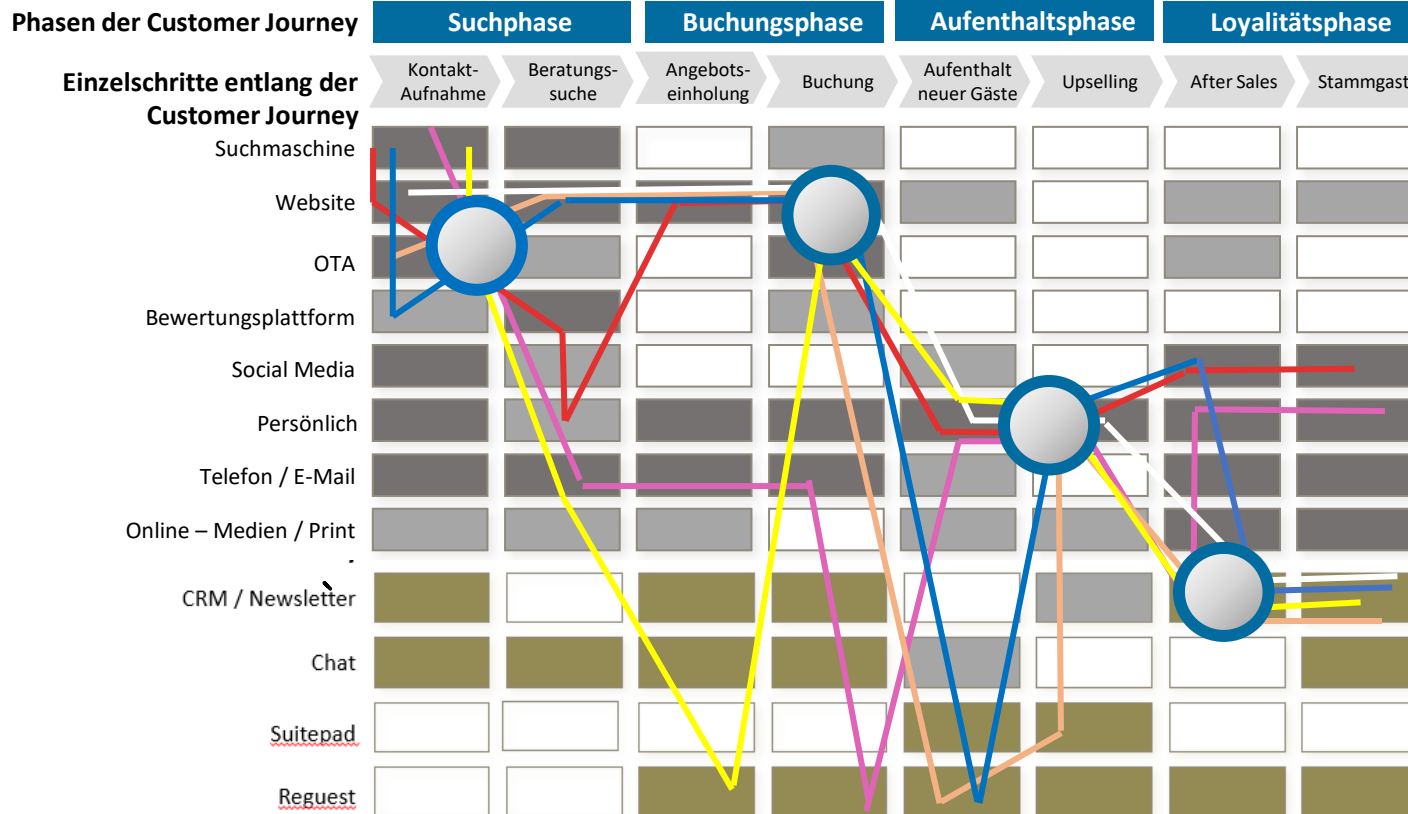 Phasen der Customer Journey
Suchphase
Buchungsphase
Aufenthaltsphase
Loyalitätsphase
Einzelschritte entlang der
Customer Journey
Kontakt-
Aufnahme
Beratungs-
suche
Angebots-
einholung
Buchung
Aufenthalt
neuer Gäste
Upselling
After Sales
Stammgast
Suchmaschine
Website
OTA
Bewertungsplattform
Social Media
Persönlich
Telefon / E-Mail
Online – Medien / Print
CRM / Newsletter
Chat
Suitepad
Reguest